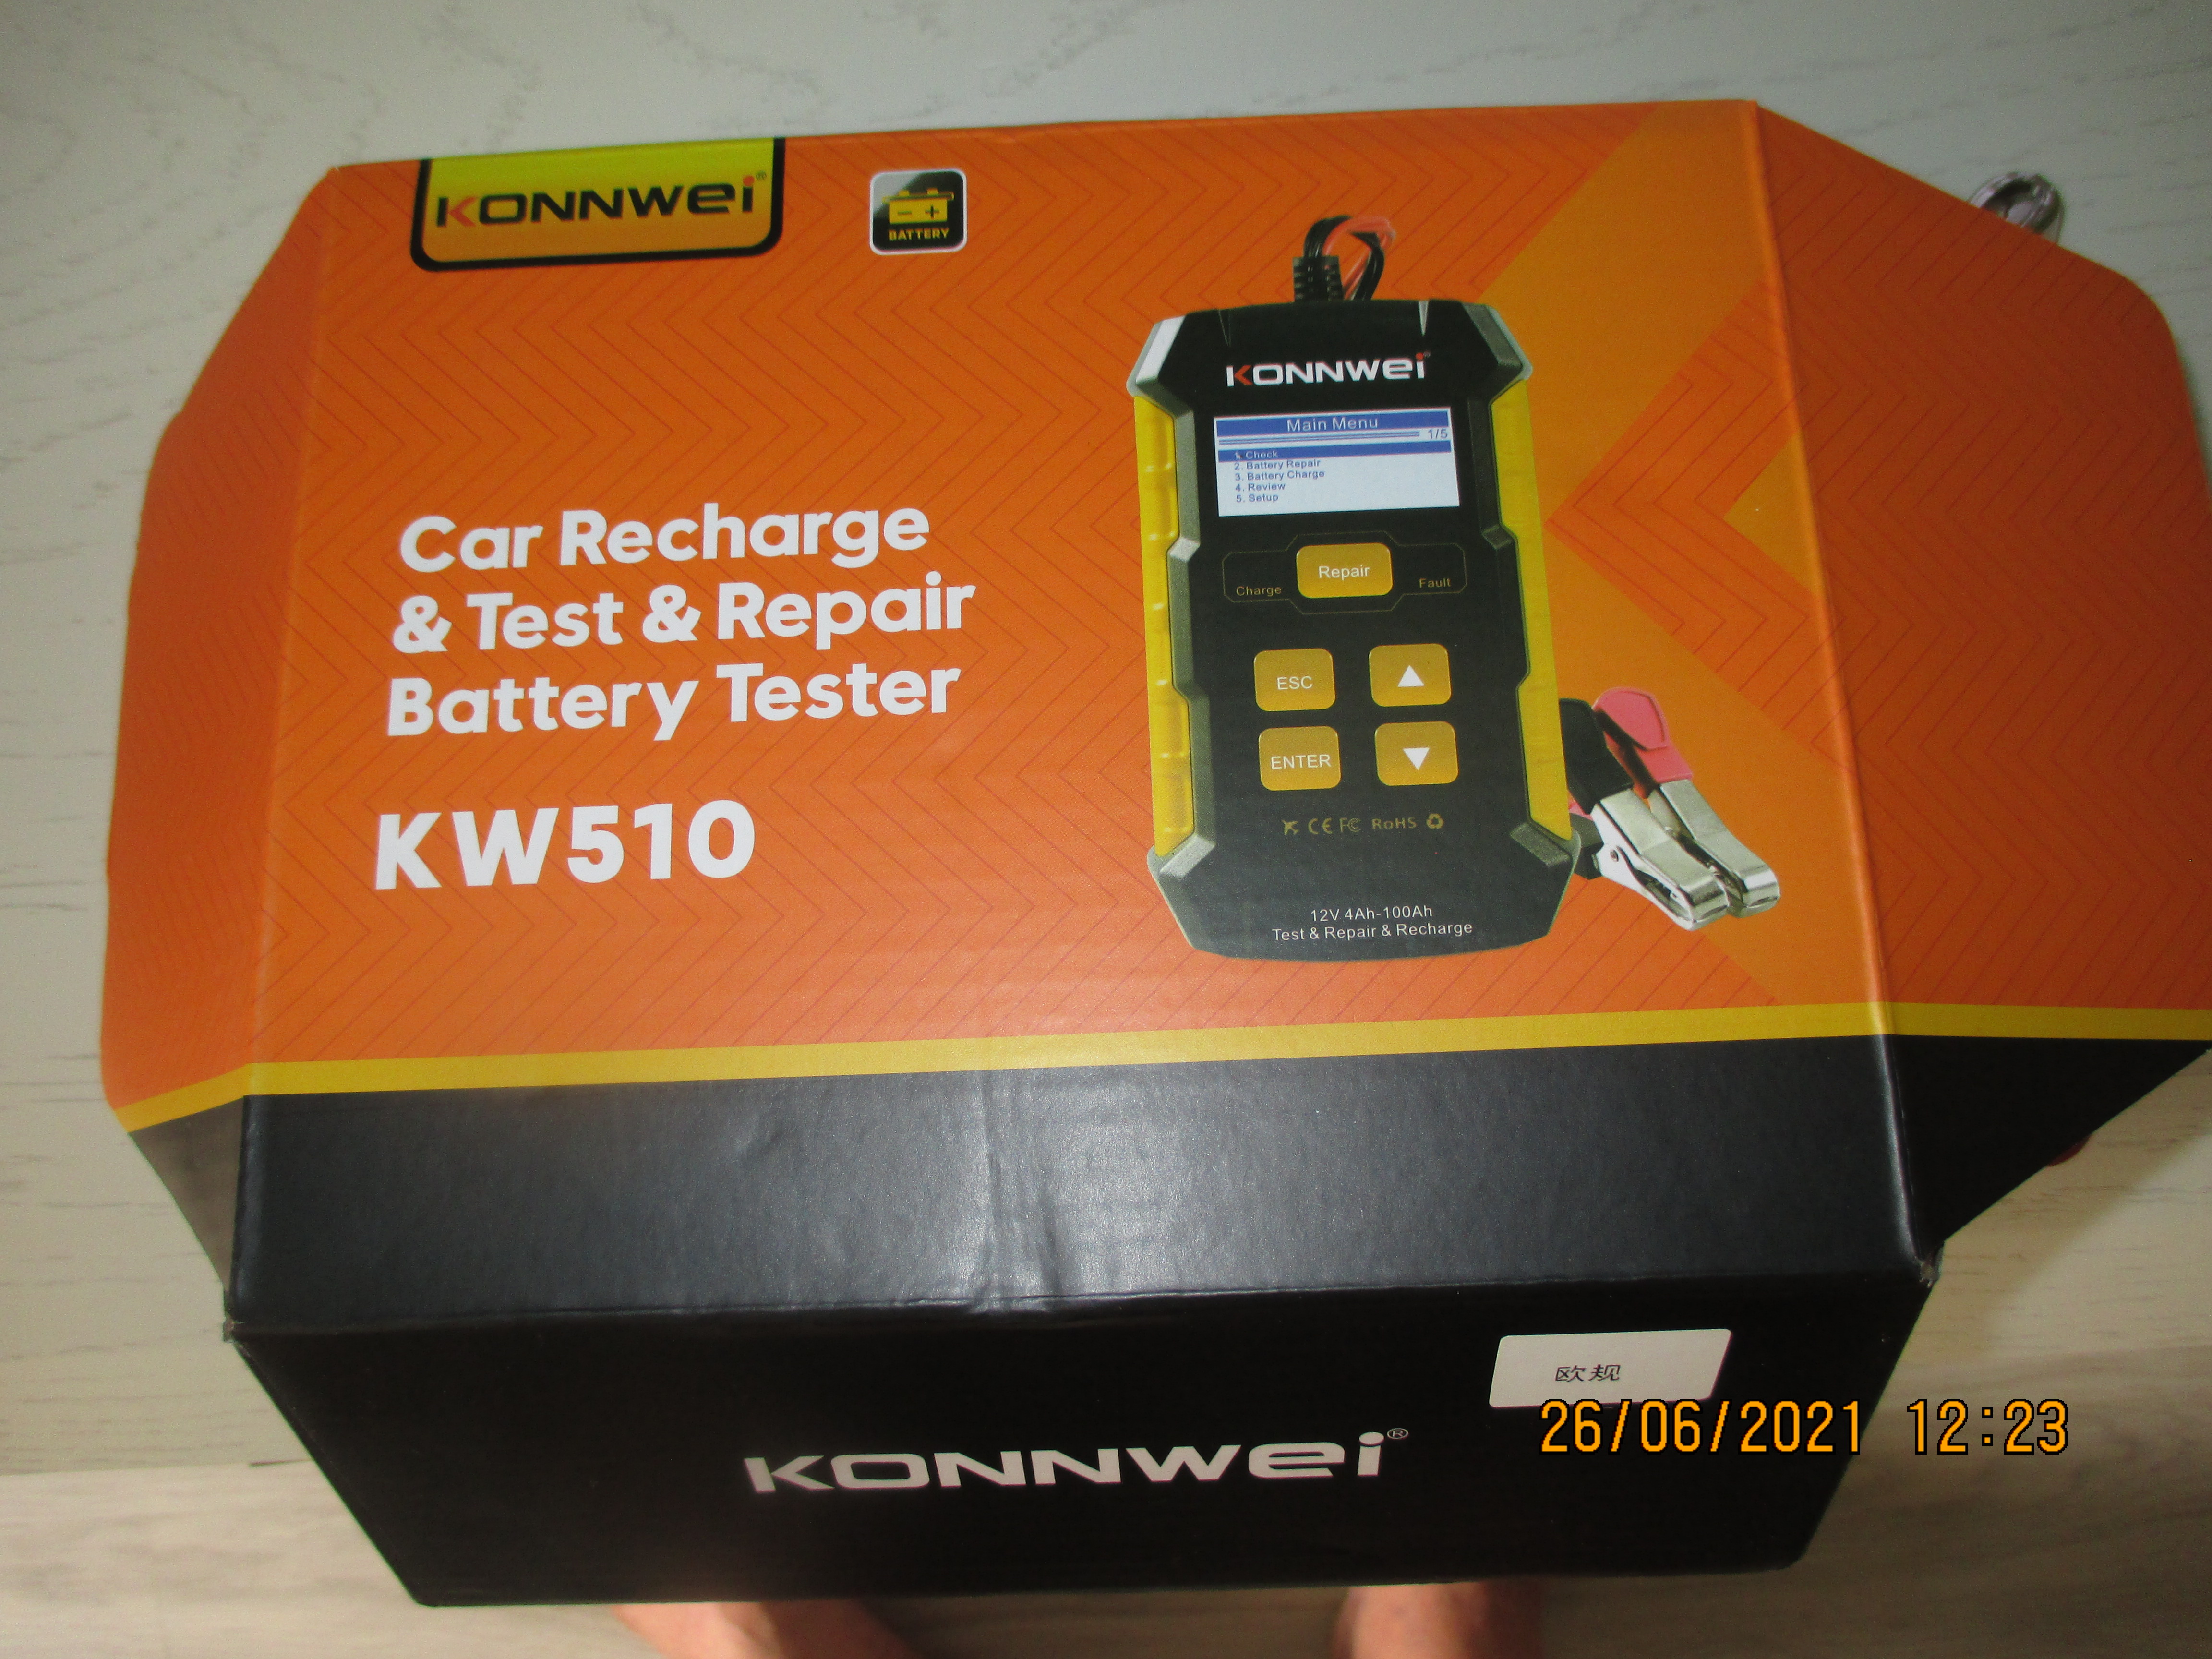 KONNWEI®
BATTERY
Car Recharge
& Test & Repair
Battery Tester
KW510
KONNWEI®
Main Menu
1/5
1. Check
2. Battery Repair
3. Battery Charge
4. Review
5. Setup
Charge
Repair
Fault
ESC
ENTER
CE FC RoHS
12V 4Ah-100Ah
Test & Repair & Recharge
欧规
26/06/2021 12:23
KONNWEI®